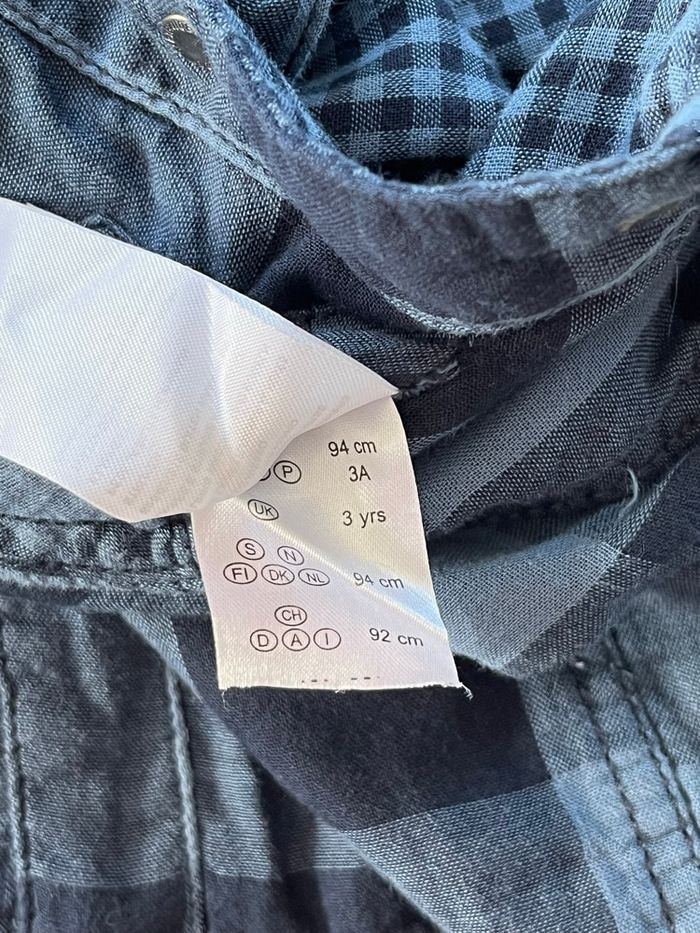 94 cm
P 3A
UK 3 yrs
S N
FI DK NL 94 cm
CH
D A I 92 cm